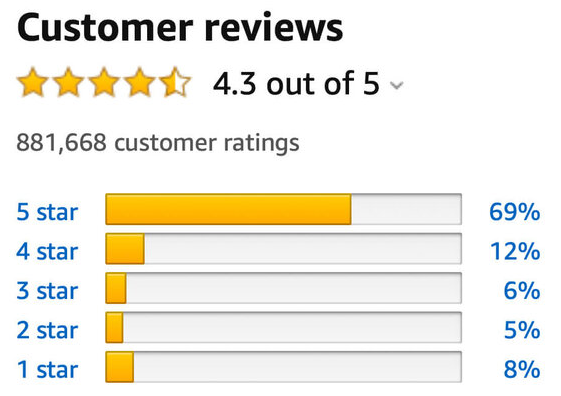 Customer reviews
4.3 out of 5
881,668 customer ratings
5 star 69%
4 star 12%
3 star 6%
2 star 5%
1 star 8%